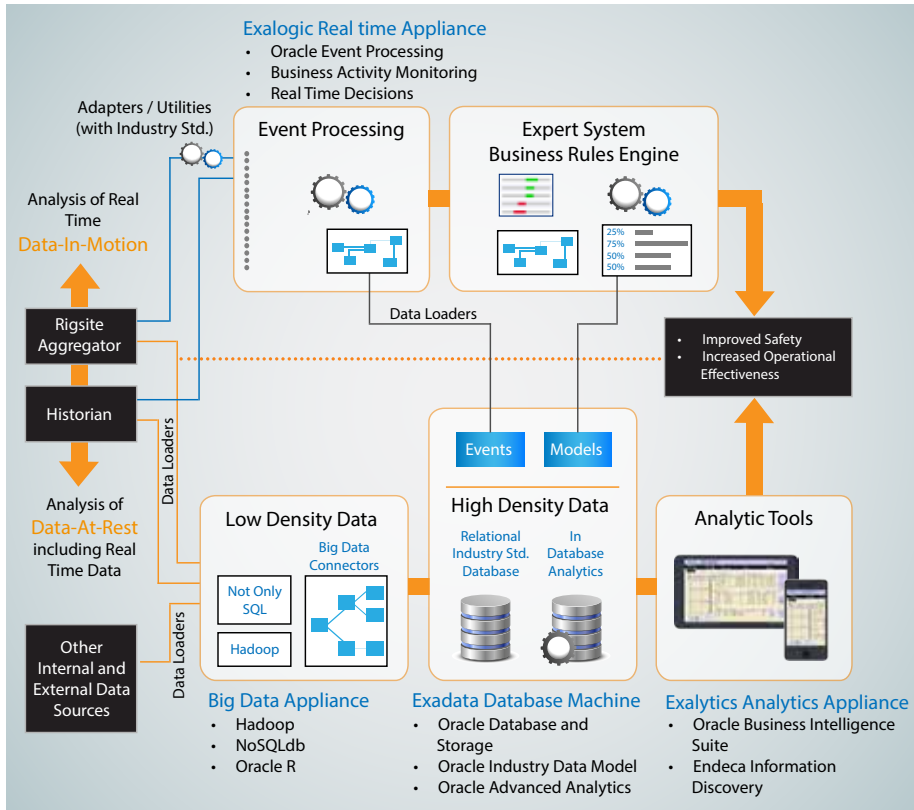 Exalogic Real time Appliance
• Oracle Event Processing
• Business Activity Monitoring
• Real Time Decisions
Adapters / Utilities
(with Industry Std.)
Event Processing
,
Expert System
Business Rules Engine
25%
75%
50%
50%
Analysis of Real
Time
Data-In-Motion
Rigsite
Aggregator
Historian
Analysis of
Data-At-Rest
including Real
Time Data
Other
Internal and
External Data
Sources
Data Loaders
Data Loaders
Data Loaders
• Improved Safety
• Increased Operational
Effectiveness
Low Density Data
Big Data
Connectors
Not Only
SQL
Hadoop
Events
Models
High Density Data
Relational
Industry Std.
Database
In
Database
Analytics
Analytic Tools
Big Data Appliance
• Hadoop
• NoSQLdb
• Oracle R
Exadata Database Machine
• Oracle Database and
Storage
• Oracle Industry Data Model
• Oracle Advanced Analytics
Exalytics Analytics Appliance
• Oracle Business Intelligence
Suite
• Endeca Information
Discovery